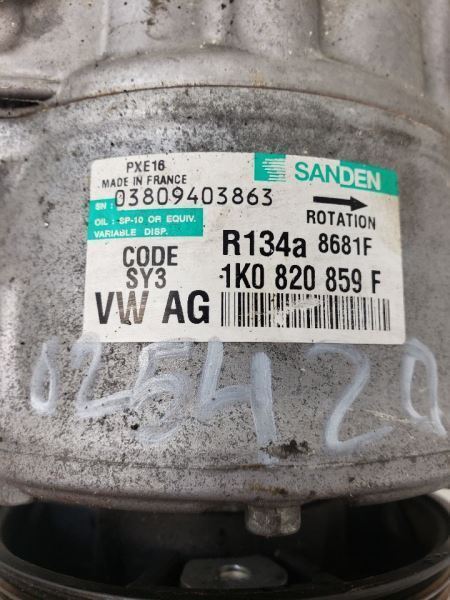 PXE16
MADE IN FRANCE
SANDEN
SN : 03809403863
ROTATION
OIL : SP-10 OR EQUIV.
VARIABLE DISP.
CODE
SY3
R134a 8681F
1K0 820 859 F
VW AG
025420